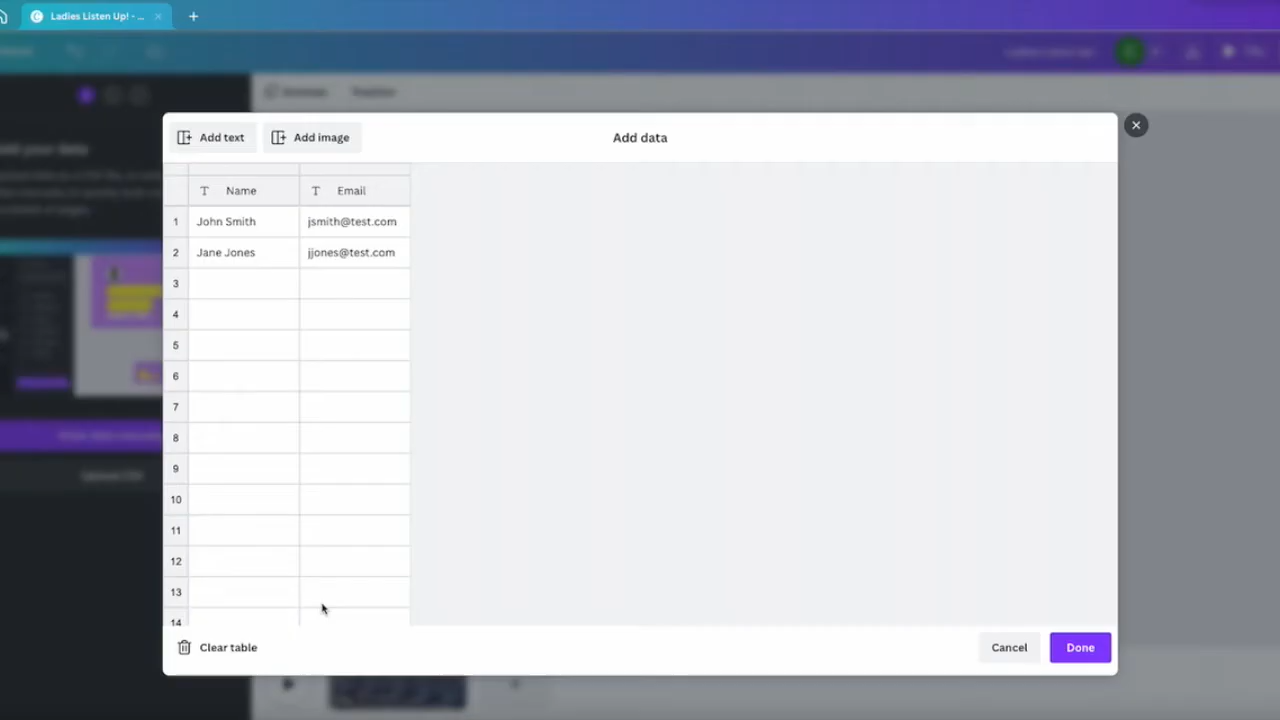 Ladies Listen Up! - ...
Add text
Add image
Add data
Name
Email
1
John Smith
jsmith@test.com
2
Jane Jones
jjones@test.com
3
4
5
6
7
8
9
10
11
12
13
14
Clear table
Cancel
Done